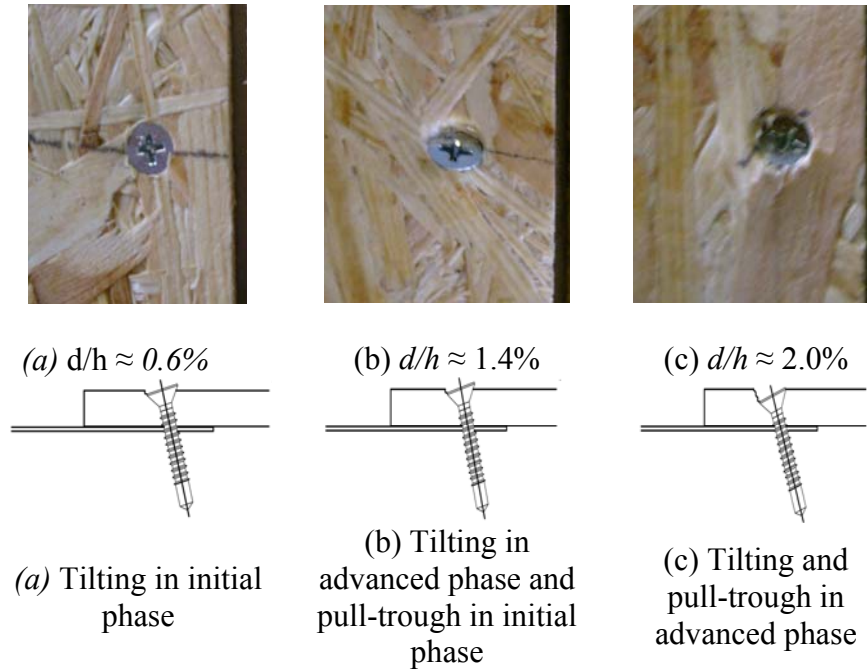 (a) d/h ≈ 0.6%
(b) d/h ≈ 1.4%
(c) d/h ≈ 2.0%
(a) Tilting in initial
phase
(b) Tilting in
advanced phase and
pull-trough in initial
phase
(c) Tilting and
pull-trough in
advanced phase